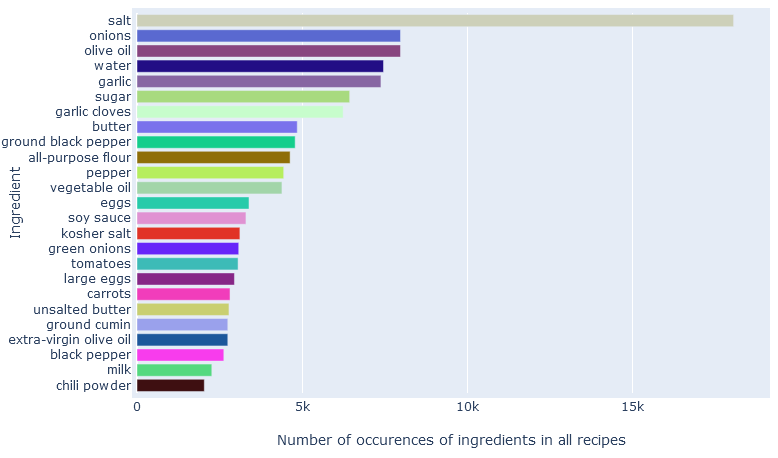 salt
onions
olive oil
water
garlic
sugar
garlic cloves
butter
ground black pepper
all-purpose flour
pepper
vegetable oil
eggs
soy sauce
kosher salt
green onions
tomatoes
large eggs
carrots
unsalted butter
ground cumin
extra-virgin olive oil
black pepper
milk
chili powder
Ingredient
0 5k 10k 15k
Number of occurences of ingredients in all recipes